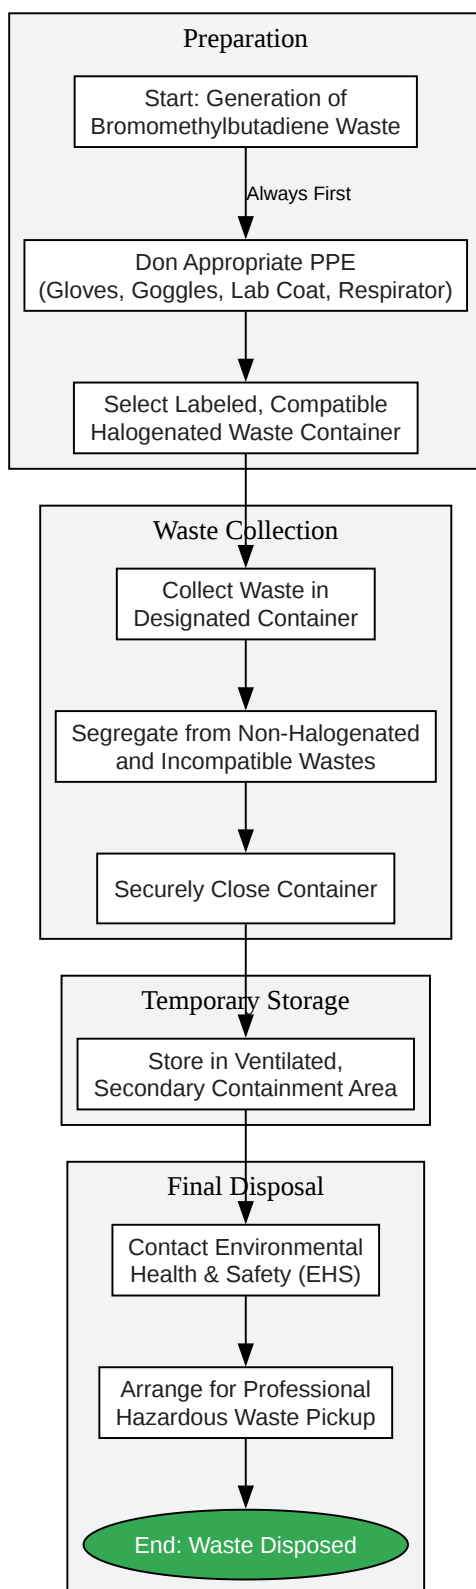 Preparation
Start: Generation of
Bromomethylbutadiene Waste
Always First
Don Appropriate PPE
(Gloves, Goggles, Lab Coat, Respirator)
Select Labeled, Compatible
Halogenated Waste Container
Waste Collection
Collect Waste in
Designated Container
Segregate from Non-Halogenated
and Incompatible Wastes
Securely Close Container
Temporary Storage
Store in Ventilated,
Secondary Containment Area
Final Disposal
Contact Environmental
Health & Safety (EHS)
Arrange for Professional
Hazardous Waste Pickup
End: Waste Disposed